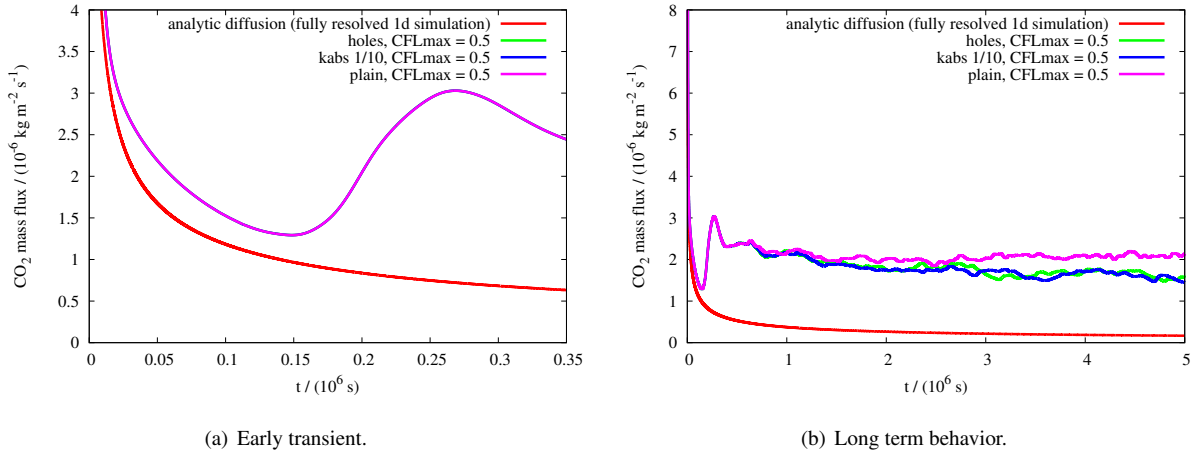 analytic diffusion (fully resolved 1d simulation)
holes, CFLmax = 0.5
kabs 1/10, CFLmax = 0.5
plain, CFLmax = 0.5
CO2 mass flux / (10^-6 kg m^-2 s^-1)
4
3.5
3
2.5
2
1.5
1
0.5
0
0 0.05 0.1 0.15 0.2 0.25 0.3 0.35
t / (10^6 s)
(a) Early transient.
analytic diffusion (fully resolved 1d simulation)
holes, CFLmax = 0.5
kabs 1/10, CFLmax = 0.5
plain, CFLmax = 0.5
CO2 mass flux / (10^-6 kg m^-2 s^-1)
8
7
6
5
4
3
2
1
0
0 1 2 3 4 5
t / (10^6 s)
(b) Long term behavior.